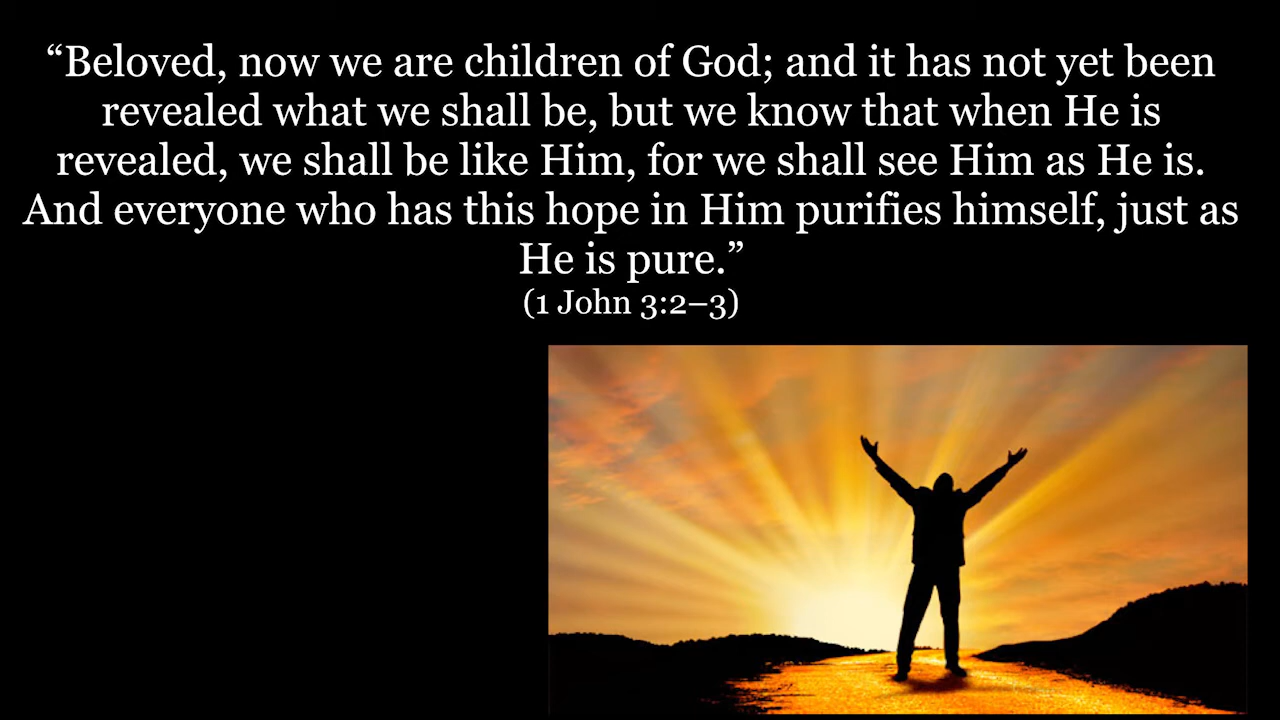 “Beloved, now we are children of God; and it has not yet been
revealed what we shall be, but we know that when He is
revealed, we shall be like Him, for we shall see Him as He is.
And everyone who has this hope in Him purifies himself, just as
He is pure.”
(1 John 3:2–3)